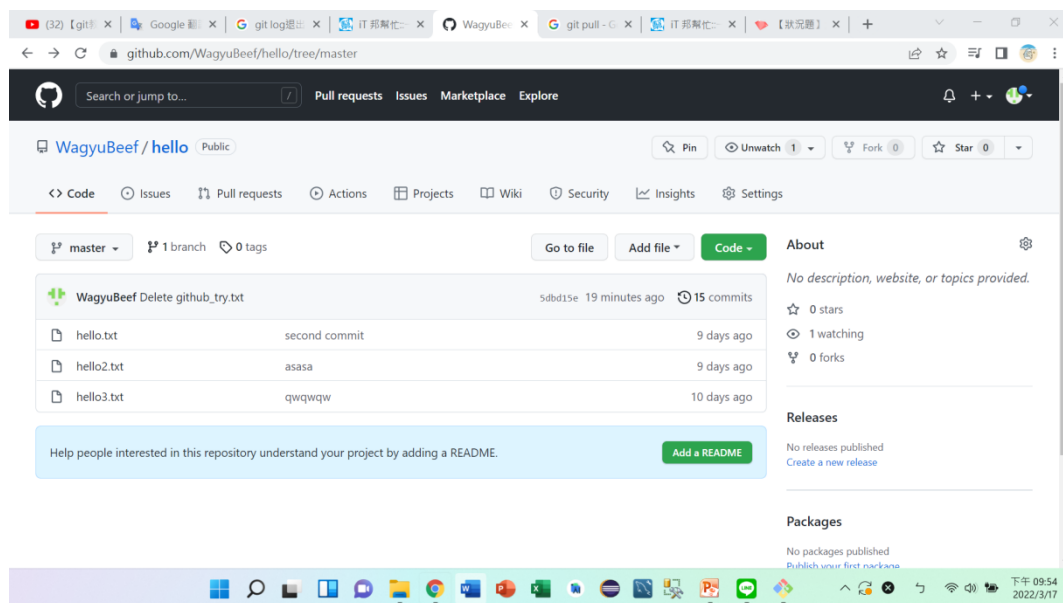 (32) 【git Google 翻 git log退出 iT 邦幫忙 WagyuBee git pull - G iT 邦幫忙 【狀況題】
github.com/WagyuBeef/hello/tree/master
Search or jump to... / Pull requests Issues Marketplace Explore
WagyuBeef / hello Public Pin Unwatch 1 Fork 0 Star 0
Code Issues Pull requests Actions Projects Wiki Security Insights Settings
master 1 branch 0 tags Go to file Add file Code About
No description, website, or topics provided.
WagyuBeef Delete github_try.txt 5dbd15e 19 minutes ago 15 commits
0 stars
hello.txt second commit 9 days ago
1 watching
0 forks
hello2.txt asasa 9 days ago
hello3.txt qwqwqw 10 days ago
Releases
Help people interested in this repository understand your project by adding a README. Add a README
No releases published
Create a new release
Packages
No packages published
Publish your first package
下午 09:54
2022/3/17